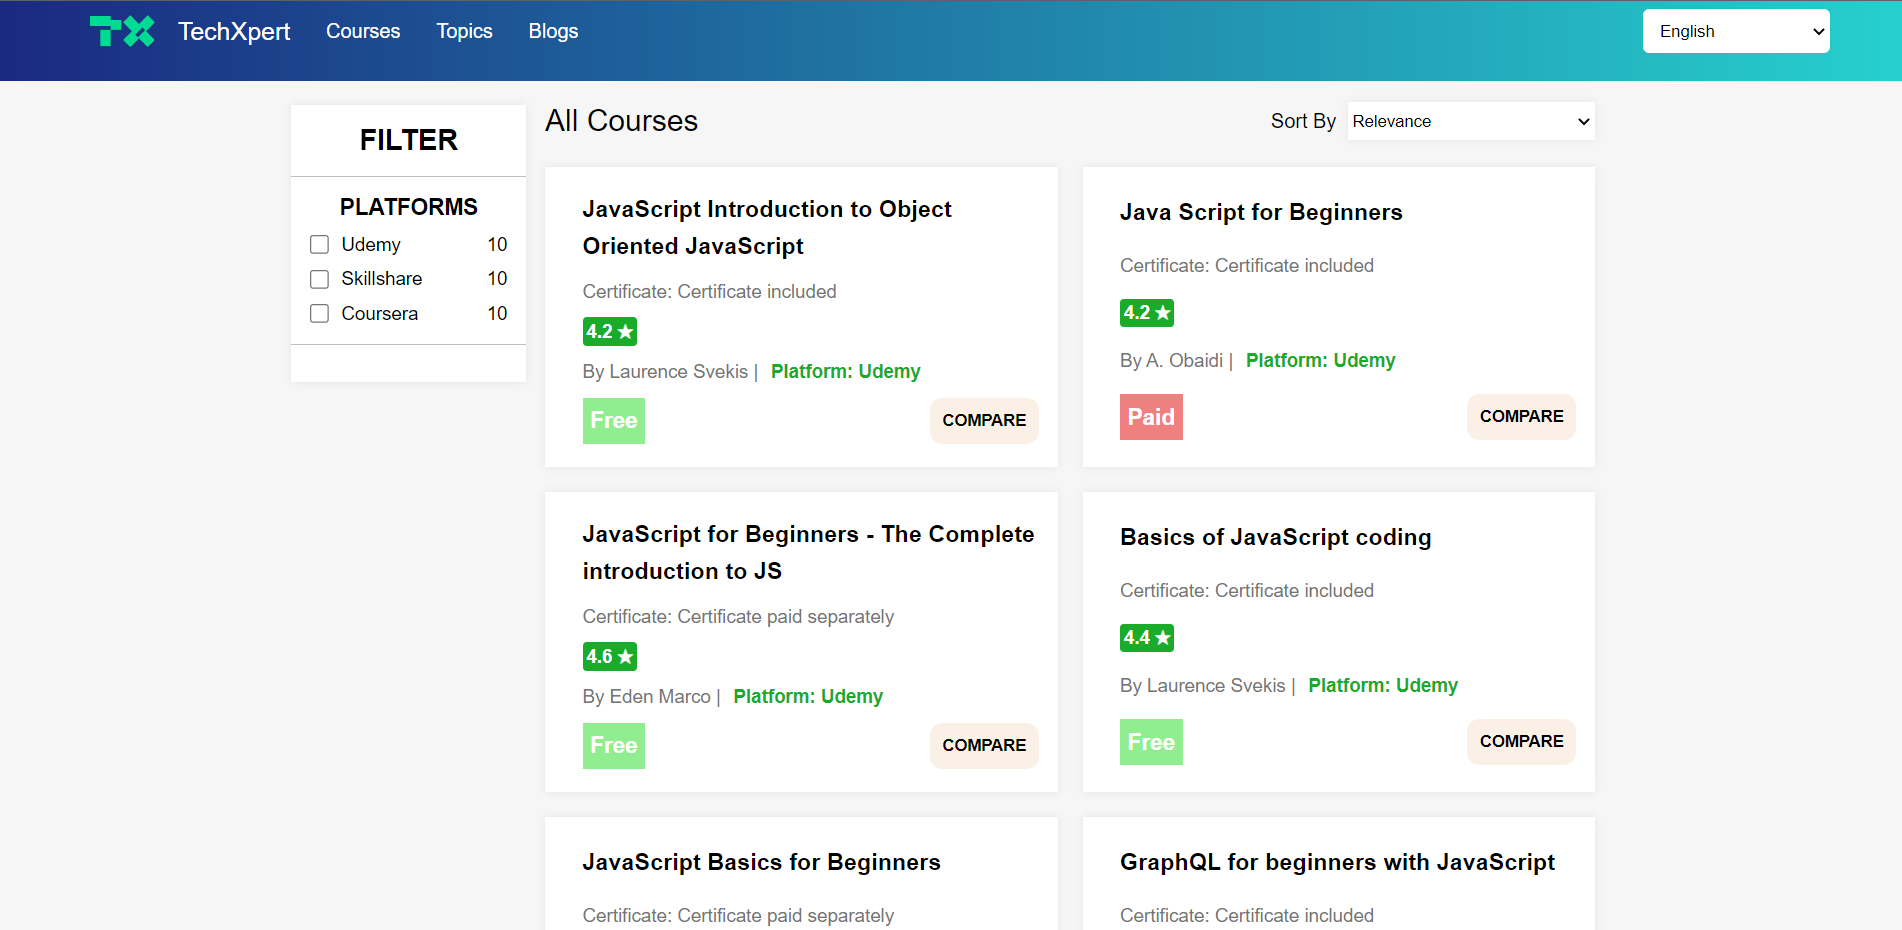 TX TechXpert Courses Topics Blogs English
FILTER
PLATFORMS
Udemy 10
Skillshare 10
Coursera 10
All Courses
Sort By Relevance
JavaScript Introduction to Object
Oriented JavaScript
Certificate: Certificate included
4.2 ★
By Laurence Svekis | Platform: Udemy
Free COMPARE
Java Script for Beginners
Certificate: Certificate included
4.2 ★
By A. Obaidi | Platform: Udemy
Paid COMPARE
JavaScript for Beginners - The Complete
introduction to JS
Certificate: Certificate paid separately
4.6 ★
By Eden Marco | Platform: Udemy
Free COMPARE
Basics of JavaScript coding
Certificate: Certificate included
4.4 ★
By Laurence Svekis | Platform: Udemy
Free COMPARE
JavaScript Basics for Beginners
Certificate: Certificate paid separately
GraphQL for beginners with JavaScript
Certificate: Certificate included